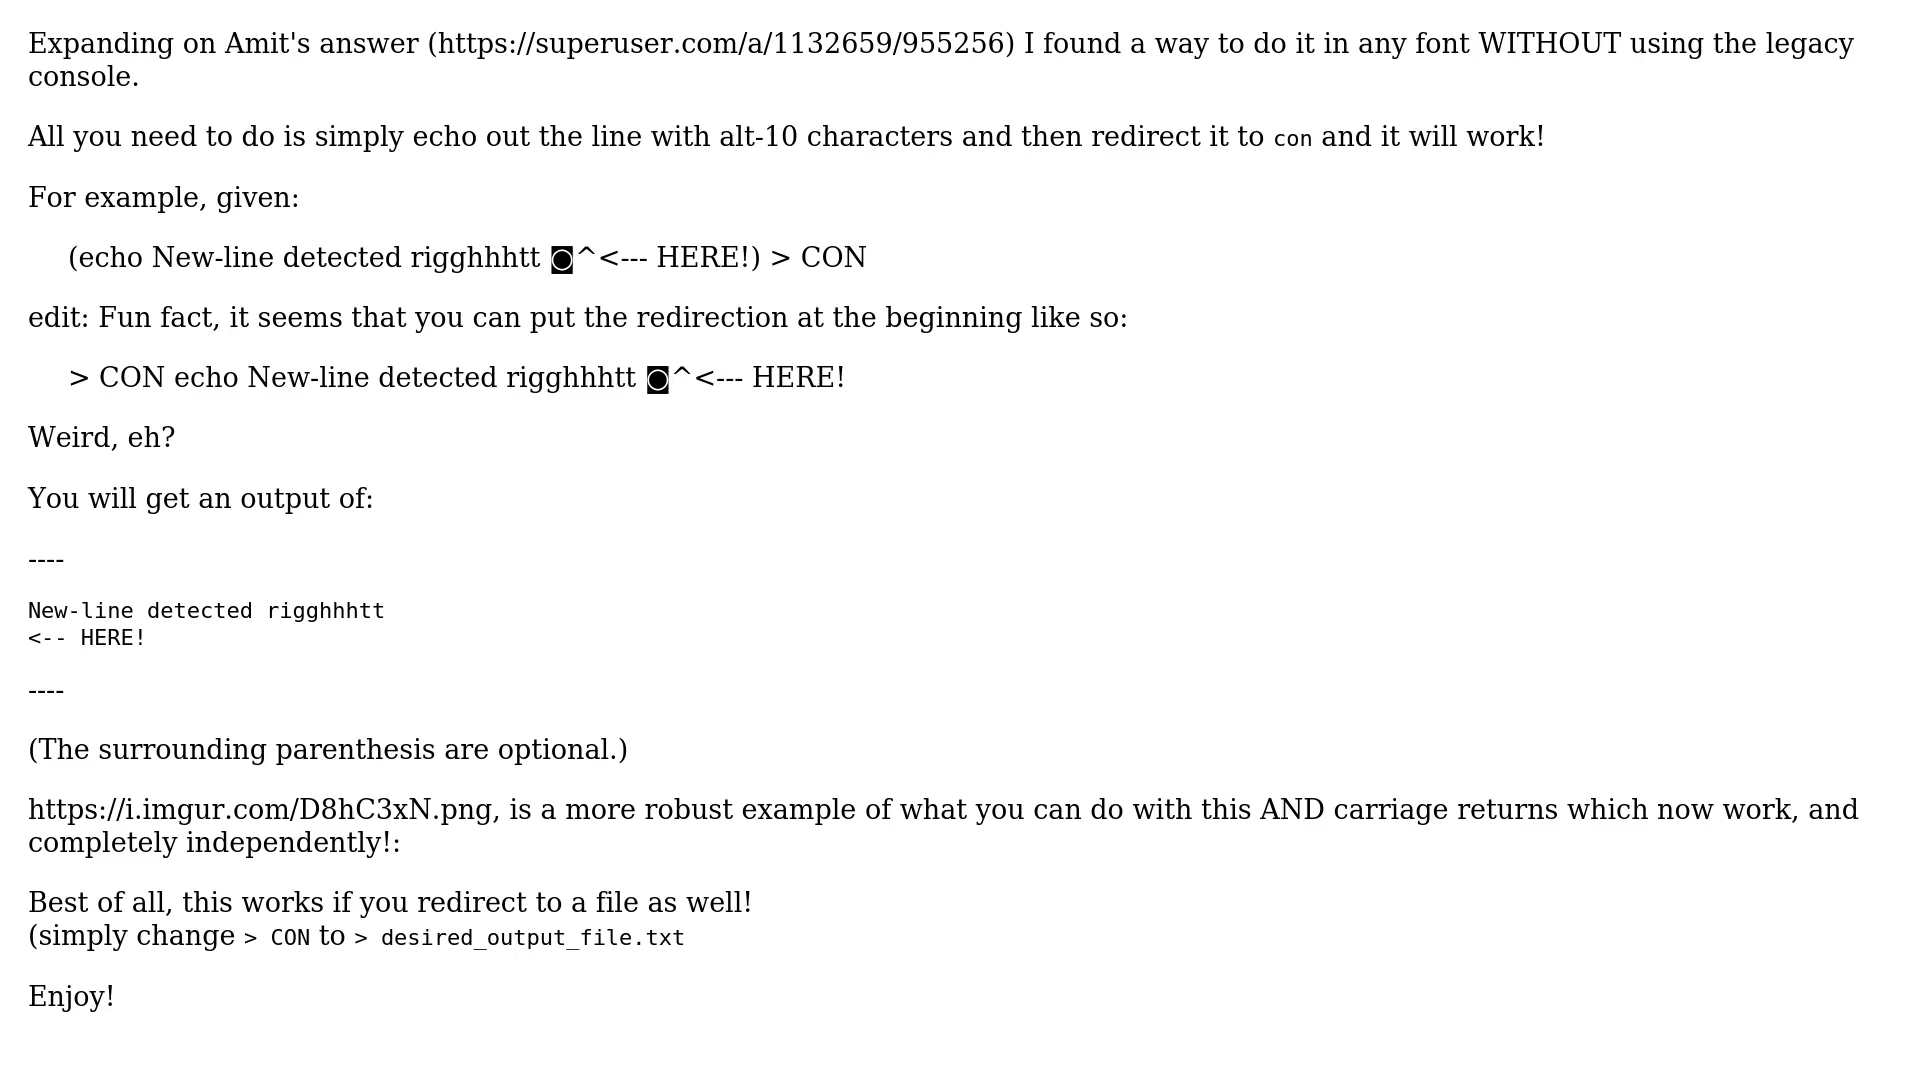 Expanding on Amit's answer (https://superuser.com/a/1132659/955256) I found a way to do it in any font WITHOUT using the legacy
console.
All you need to do is simply echo out the line with alt-10 characters and then redirect it to con and it will work!
For example, given:
(echo New-line detected rigghhhtt ◙^<--- HERE!) > CON
edit: Fun fact, it seems that you can put the redirection at the beginning like so:
> CON echo New-line detected rigghhhtt ◙^<--- HERE!
Weird, eh?
You will get an output of:
----
New-line detected rigghhhtt
<-- HERE!
----
(The surrounding parenthesis are optional.)
https://i.imgur.com/D8hC3xN.png, is a more robust example of what you can do with this AND carriage returns which now work, and
completely independently!:
Best of all, this works if you redirect to a file as well!
(simply change > CON to > desired_output_file.txt
Enjoy!